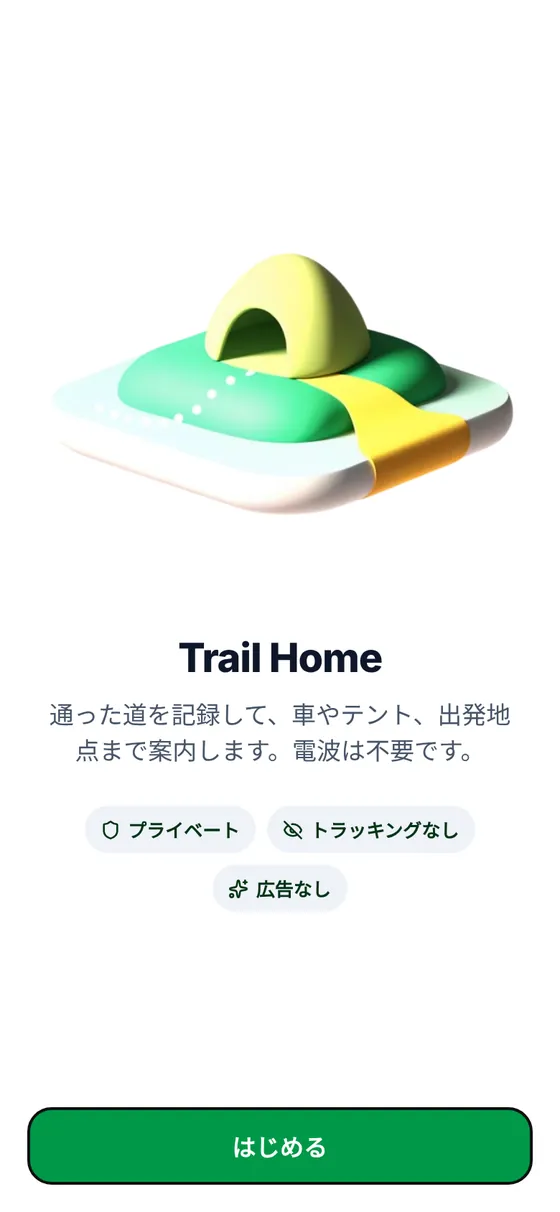 Trail Home
通った道を記録して、車やテント、出発地
点まで案内します。電波は不要です。
プライベート
トラッキングなし
広告なし
はじめる